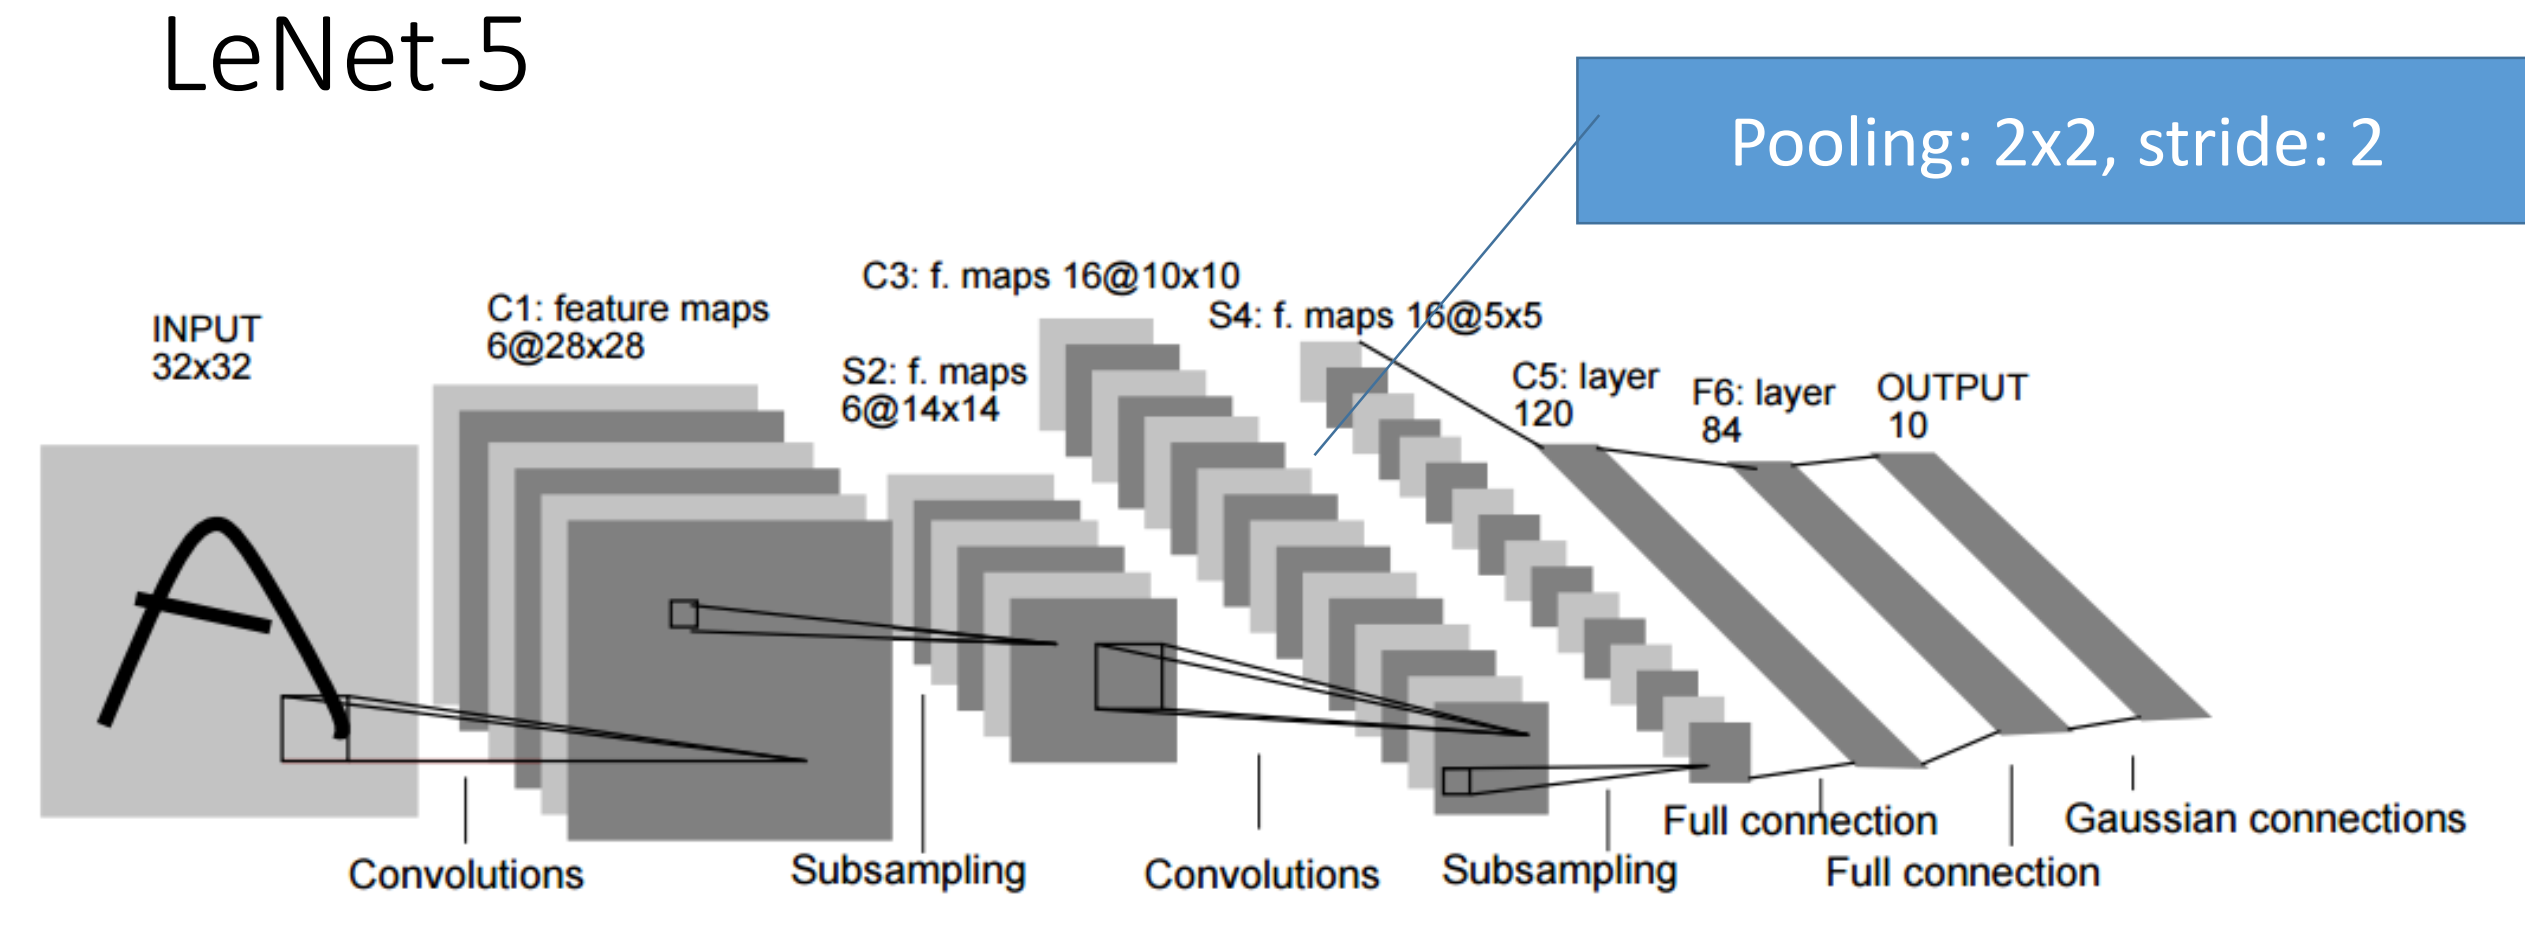 LeNet-5
Pooling: 2x2, stride: 2
INPUT
32x32
C1: feature maps
6@28x28
S2: f. maps
6@14x14
C3: f. maps 16@10x10
S4: f. maps 16@5x5
C5: layer
120
F6: layer
84
OUTPUT
10
Convolutions
Subsampling
Convolutions
Subsampling
Full connection
Full connection
Gaussian connections